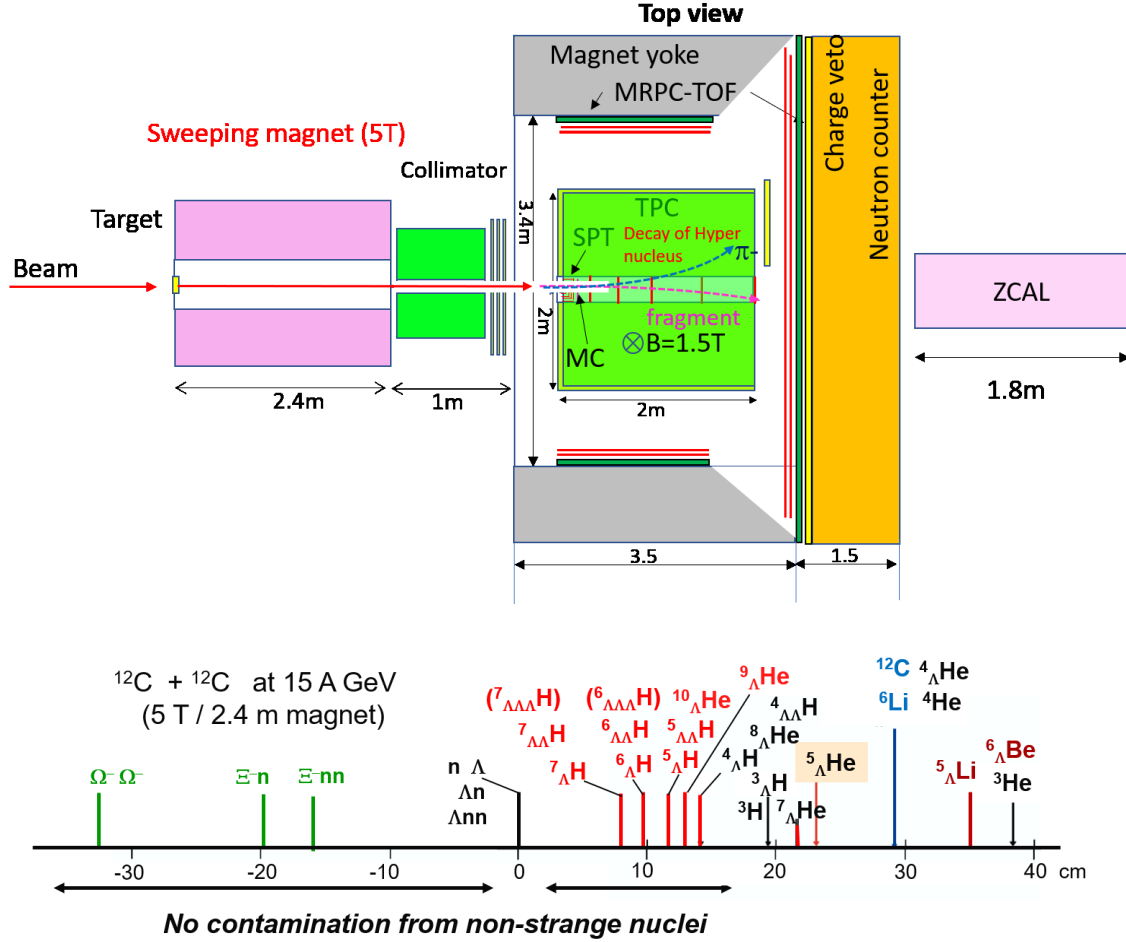 Top view
Magnet yoke
MRPC-TOF
Charge veto
Neutron counter
Sweeping magnet (5T)
Collimator
Target
Beam
3.4m
TPC
SPT
Decay of Hyper
nucleus
π-
2m
fragment
MC
⊗B=1.5T
2m
ZCAL
2.4m
1m
1.8m
3.5
1.5
¹²C + ¹²C at 15 A GeV
(5 T / 2.4 m magnet)
Ω⁻ Ω⁻
Ξ⁻n
Ξ⁻nn
n Λ
Λn
Λnn
(⁷ΛΛΛH)
⁷ΛΛH
⁷ΛH
(⁶ΛΛΛH)
⁶ΛΛH
⁶ΛH
¹⁰ΛHe
⁵ΛΛH
⁵ΛH
⁹ΛHe
⁴ΛΛH
⁸ΛHe
⁴ΛH
³ΛH
³H
⁷ΛHe
⁵ΛHe
¹²C ⁴ΛHe
⁶Li ⁴He
⁵ΛLi
⁶ΛBe
³He
-30 -20 -10 0 10 20 30 40 cm
No contamination from non-strange nuclei